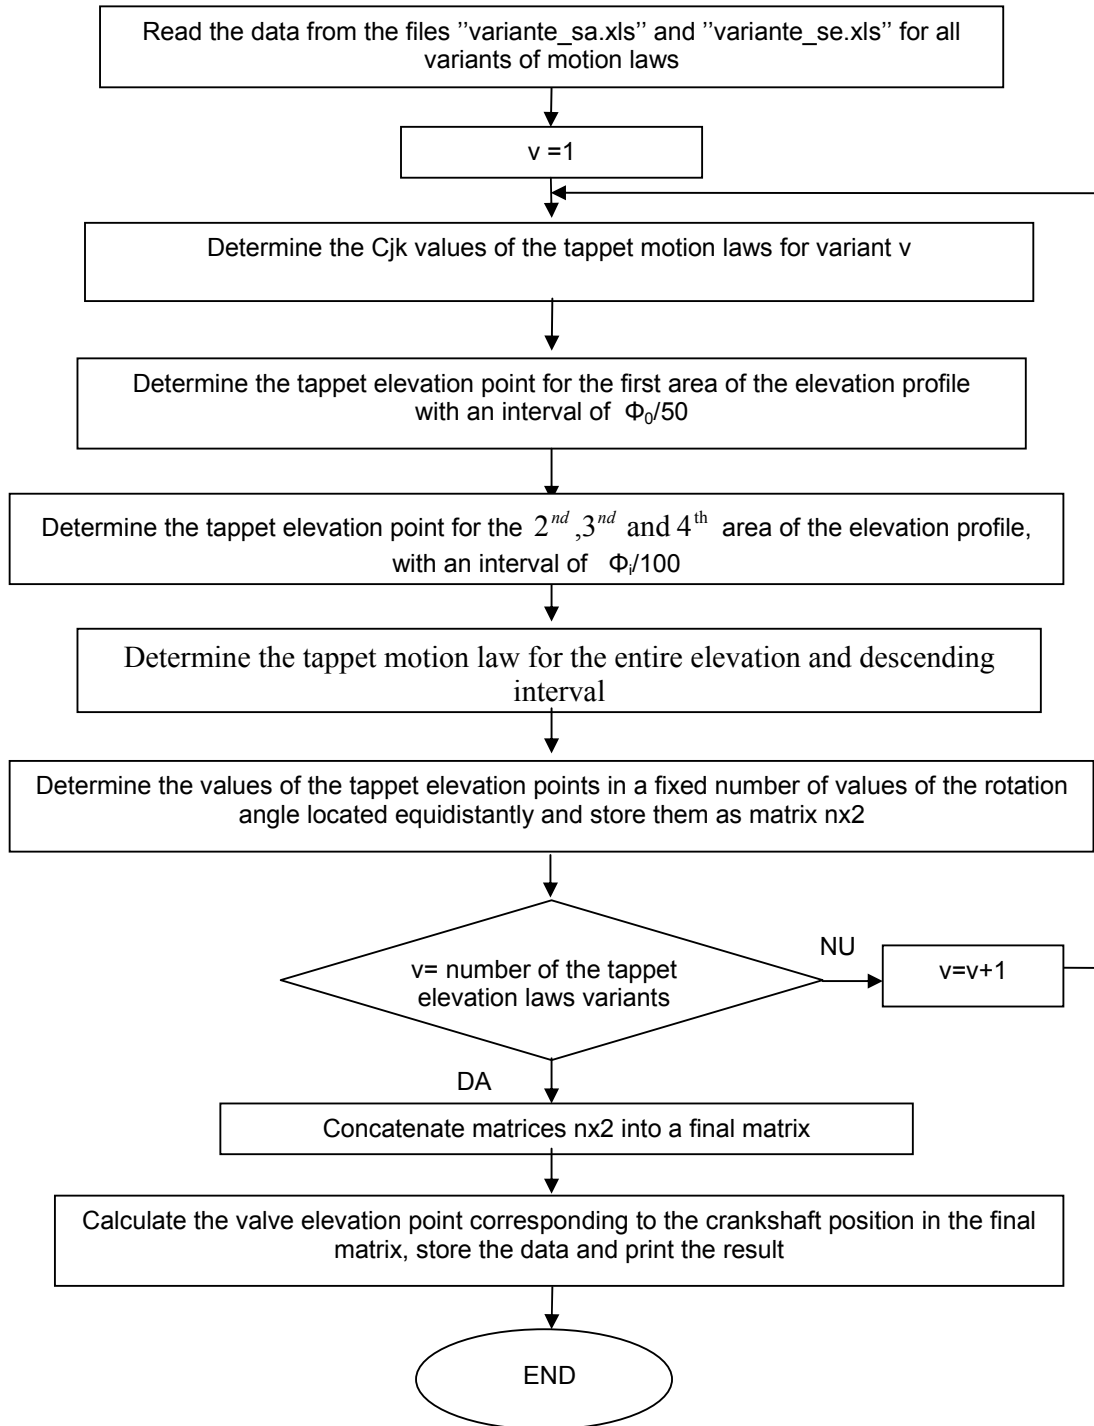 Read the data from the files ''variante_sa.xls'' and ''variante_se.xls'' for all
variants of motion laws
v =1
Determine the Cjk values of the tappet motion laws for variant v
Determine the tappet elevation point for the first area of the elevation profile
with an interval of Φ₀/50
Determine the tappet elevation point for the 2ⁿᵈ ,3ⁿᵈ and 4ᵗʰ area of the elevation profile,
with an interval of Φᵢ/100
Determine the tappet motion law for the entire elevation and descending
interval
Determine the values of the tappet elevation points in a fixed number of values of the rotation
angle located equidistantly and store them as matrix nx2
v= number of the tappet
elevation laws variants
NU
v=v+1
DA
Concatenate matrices nx2 into a final matrix
Calculate the valve elevation point corresponding to the crankshaft position in the final
matrix, store the data and print the result
END